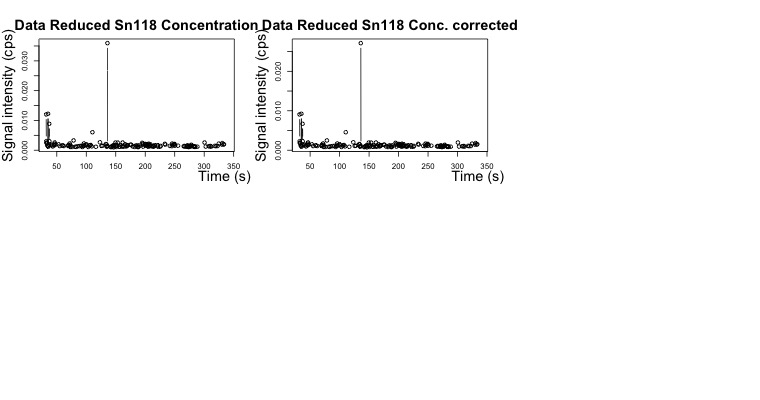 Data Reduced Sn118 Concentration
Signal intensity (cps)
0.000 0.010 0.020 0.030
50 100 150 200 250 300 350
Time (s)
Data Reduced Sn118 Conc. corrected
Signal intensity (cps)
0.000 0.010 0.020
50 100 150 200 250 300 350
Time (s)